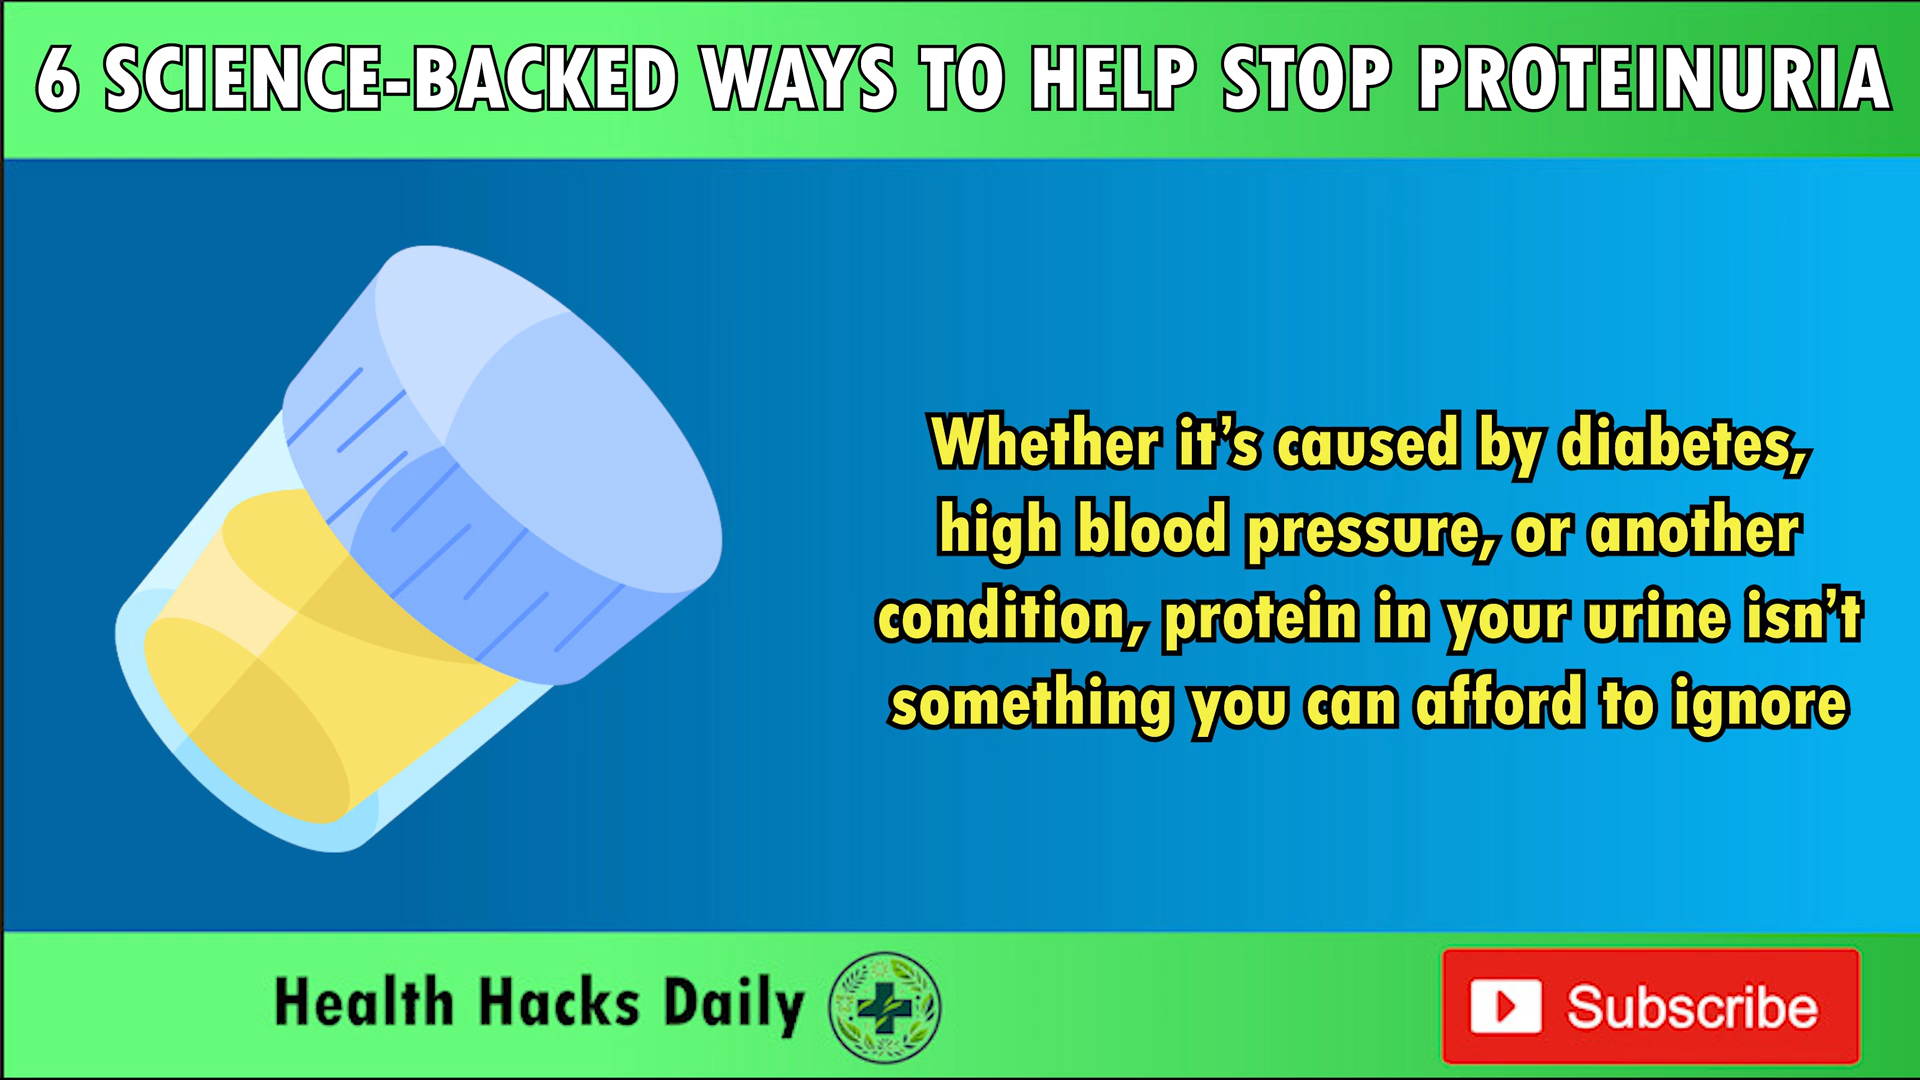 6 SCIENCE-BACKED WAYS TO HELP STOP PROTEINURIA
Whether it’s caused by diabetes,
high blood pressure, or another
condition, protein in your urine isn’t
something you can afford to ignore
Health Hacks Daily
Subscribe